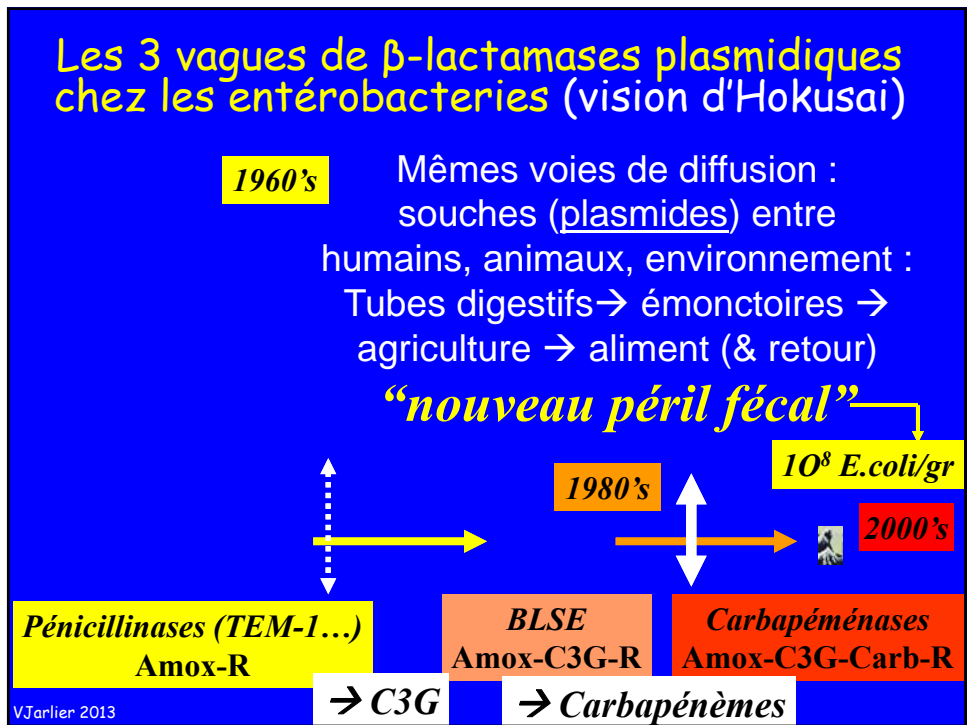 Les 3 vagues de β-lactamases plasmidiques
chez les entérobacteries (vision d'Hokusai)
1960's
Mêmes voies de diffusion :
souches (plasmides) entre
humains, animaux, environnement :
Tubes digestifs→ émonctoires →
agriculture → aliment (& retour)
“nouveau péril fécal”
1O⁸ E.coli/gr
1980's
2000's
Pénicillinases (TEM-1…)
Amox-R
BLSE
Amox-C3G-R
Carbapéménases
Amox-C3G-Carb-R
→ C3G
→ Carbapénèmes
VJarlier 2013